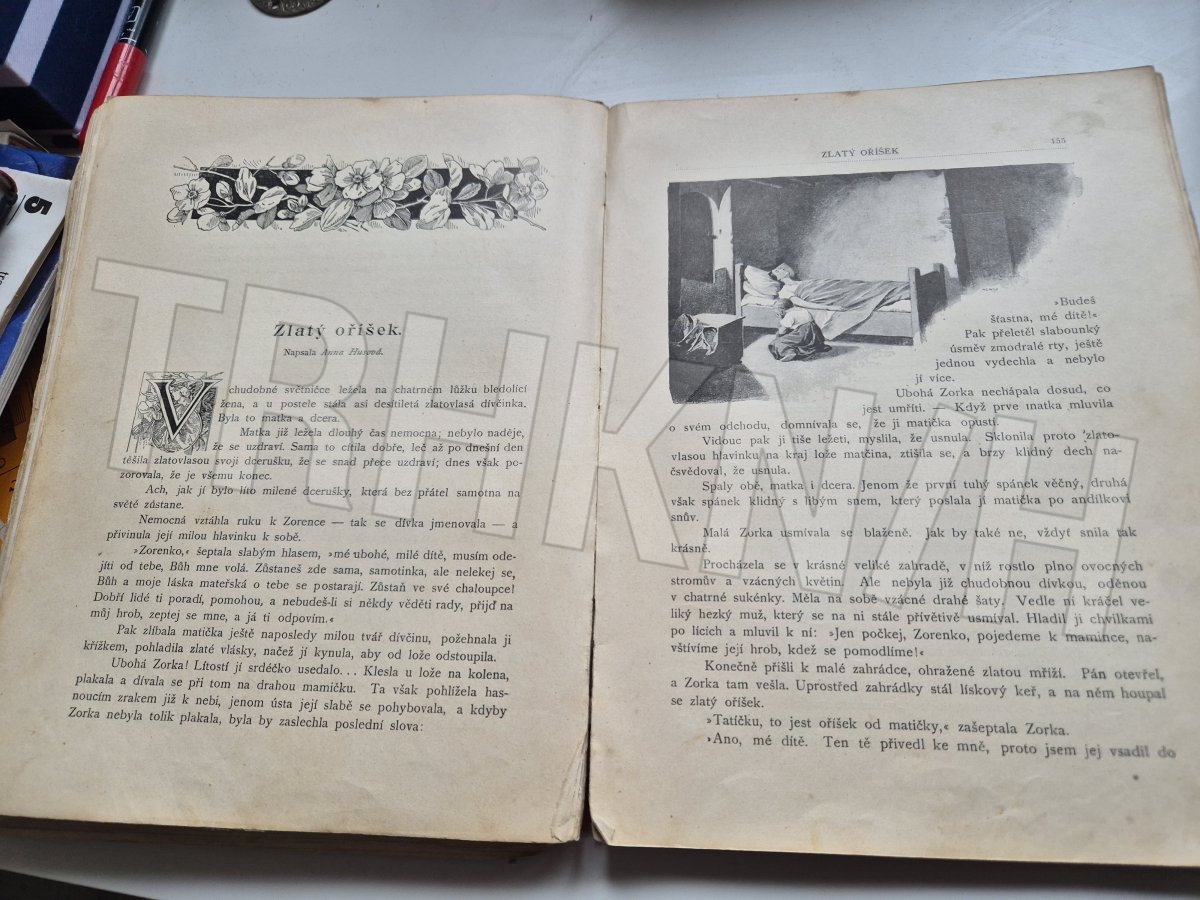 5
Zlatý oříšek.
Napsala Anna Husová.
V chudobné světničce ležela na chatrném lůžku bledolící
žena, a u postele stála asi desítiletá zlatovlasá dívčinka.
Byla to matka a dcera.
Matka již ležela dlouhý čas nemocna; nebylo naděje,
že se uzdraví. Sama to cítila dobře, leč až po dnešní den
těšila zlatovlasou svoji dcerušku, že se snad přece uzdraví; dnes však po-
zorovala, že je všemu konec.
Ach, jak jí bylo líto milené dcerušky, která bez přátel samotna na
světě zůstane.
Nemocná vztáhla ruku k Zorence — tak se dívka jmenovala — a
přivinula její milou hlavinku k sobě.
»Zorenko,« šeptala slabým hlasem, »mé ubohé, milé dítě, musím ode-
jíti od tebe, Bůh mne volá. Zůstaneš zde sama, samotinka, ale nelekej se,
Bůh a moje láska mateřská o tebe se postarají. Zůstaň ve své chaloupce!
Dobří lidé ti poradí, pomohou, a nebudeš-li si někdy věděti rady, přijď na
můj hrob, zeptej se mne, a já ti odpovím.«
Pak zlíbala matička ještě naposledy milou tvář dívčinu, požehnala ji
křížkem, pohladila zlaté vlásky, načež jí kynula, aby od lože odstoupila.
Ubohá Zorka! Lítostí jí srdéčko usedalo... Klesla u lože na kolena,
plakala a dívala se při tom na drahou mamičku. Ta však pohlížela has-
noucím zrakem již k nebi, jenom ústa její slabě se pohybovala, a kdyby
Zorka nebyla tolik plakala, byla by zaslechla poslední slova:
ZLATÝ OŘÍŠEK
155
»Budeš
šťastna, mé dítě!«
Pak přeletěl slabounký
úsměv zmodralé rty, ještě
jednou vydechla a nebylo
jí více.
Ubohá Zorka nechápala dosud, co
jest umříti. — Když prve matka mluvila
o svém odchodu, domnívala se, že ji matička opustí.
Vidouc pak ji tiše ležeti, myslila, že usnula. Sklonila proto zlato-
vlasou hlavinku na kraj lože matčina, ztišila se, a brzy klidný dech na-
čsvědoval, že usnula.
Spaly obě, matka i dcera. Jenom že první tuhý spánek věčný, druhá
však spánek klidný s libým snem, který poslala jí matička po andílkovi
snův.
Malá Zorka usmívala se blaženě. Jak by také ne, vždyť snila tak
krásně.
Procházela se v krásné veliké zahradě, v níž rostlo plno ovocných
stromův a vzácných květin. Ale nebyla již chudobnou dívkou, oděnou
v chatrné sukénky. Měla na sobě vzácné drahé šaty. Vedle ní kráčel ve-
liký hezký muž, který se na ni stále přívětivě usmíval. Hladil ji chvilkami
po lících a mluvil k ní: »Jen počkej, Zorenko, pojedeme k mamince, na-
vštívíme její hrob, kdež se pomodlíme!«
Konečně přišli k malé zahrádce, ohražené zlatou mříží. Pán otevřel,
a Zorka tam vešla. Uprostřed zahrádky stál lískový keř, a na něm houpal
se zlatý oříšek.
»Tatíčku, to jest oříšek od matičky,« zašeptala Zorka.
»Ano, mé dítě. Ten tě přivedl ke mně, proto jsem jej vsadil do
TRHKNIH